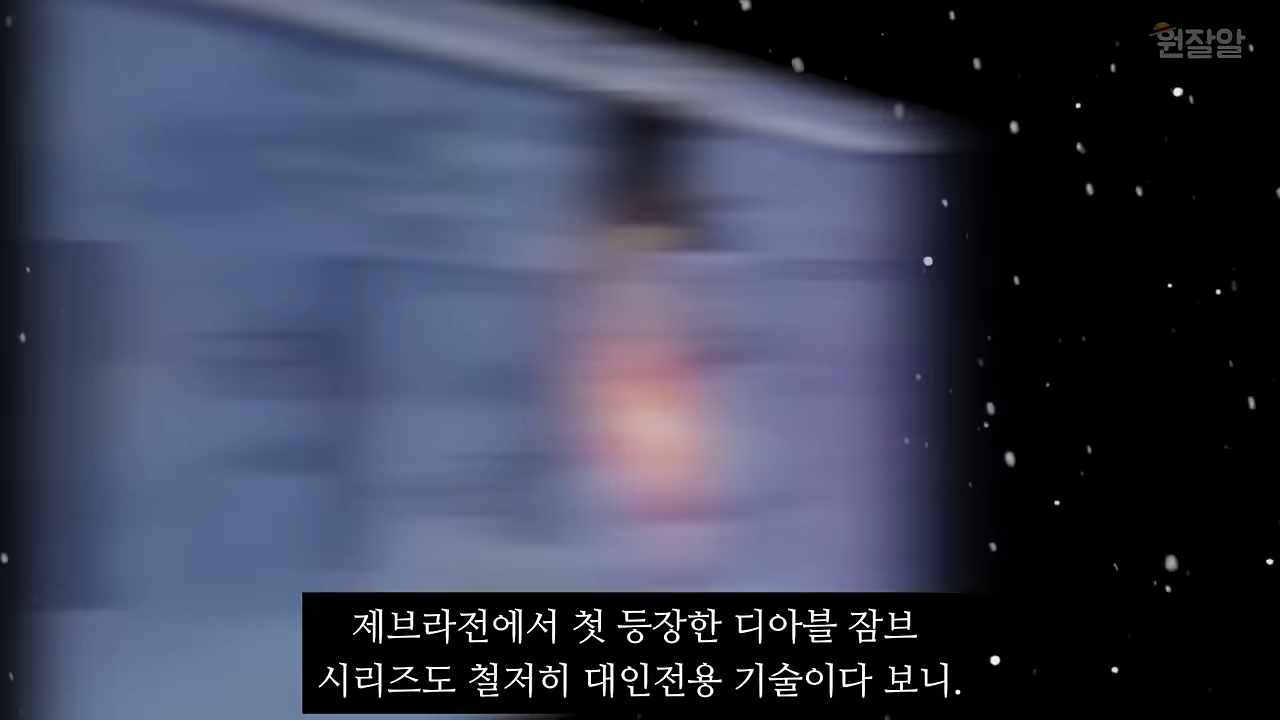 원잘알
제브라전에서 첫 등장한 디아블 잠브
시리즈도 철저히 대인전용 기술이다 보니.